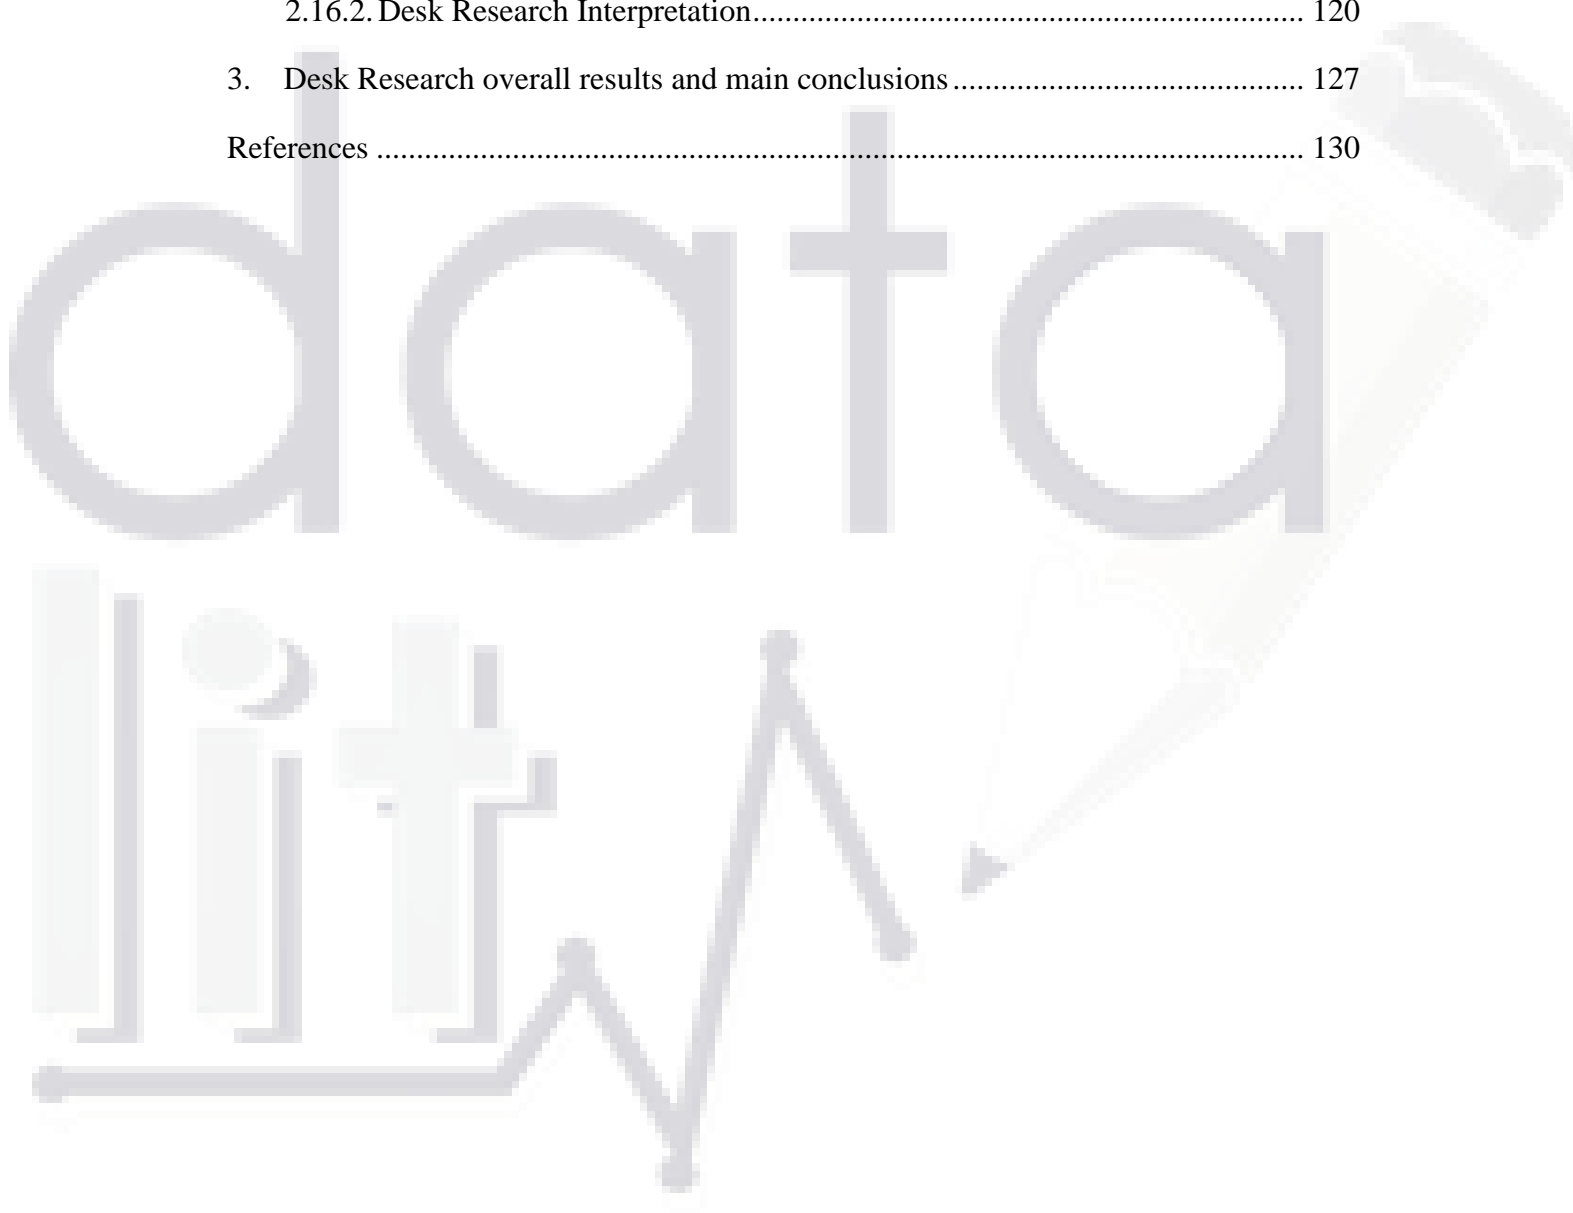 2.16.2. Desk Research Interpretation........................................................................ 120
3. Desk Research overall results and main conclusions............................................. 127
References ........................................................................................................................ 130
data
lit